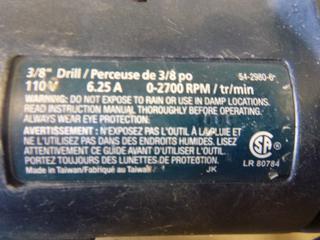 3/8" Drill / Perceuse de 3/8 po 54-2980-6*
110 V 6.25 A 0-2700 RPM / tr/min
WARNING: DO NOT EXPOSE TO RAIN OR USE IN DAMP LOCATIONS.
READ INSTRUCTION MANUAL THOROUGHLY BEFORE OPERATING.
ALWAYS WEAR EYE PROTECTION.
AVERTISSEMENT : N'EXPOSEZ PAS L'OUTIL À LA PLUIE ET
NE L'UTILISEZ PAS DANS DES ENDROITS HUMIDES. LISEZ
ATTENTIVEMENT CE GUIDE AVANT D'UTILISER L'OUTIL.
PORTEZ TOUJOURS DES LUNETTES DE PROTECTION.
Made in Taiwan/Fabriqué au Taiwan JK
SA
LR 80784